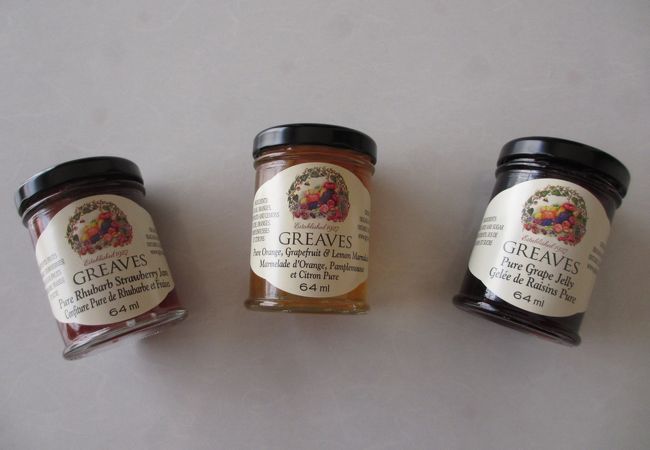 Established 1927
GREAVES
Pure Rhubarb Strawberry Jam
Confiture Pure de Rhubarbe et Fraises
64 ml
Established 1927
GREAVES
Pure Orange, Grapefruit & Lemon Marmalade
Marmelade d'Orange, Pamplemousse
et Citron Pure
64 ml
Established 1927
GREAVES
Pure Grape Jelly
Gelée de Raisins Pure
64 ml